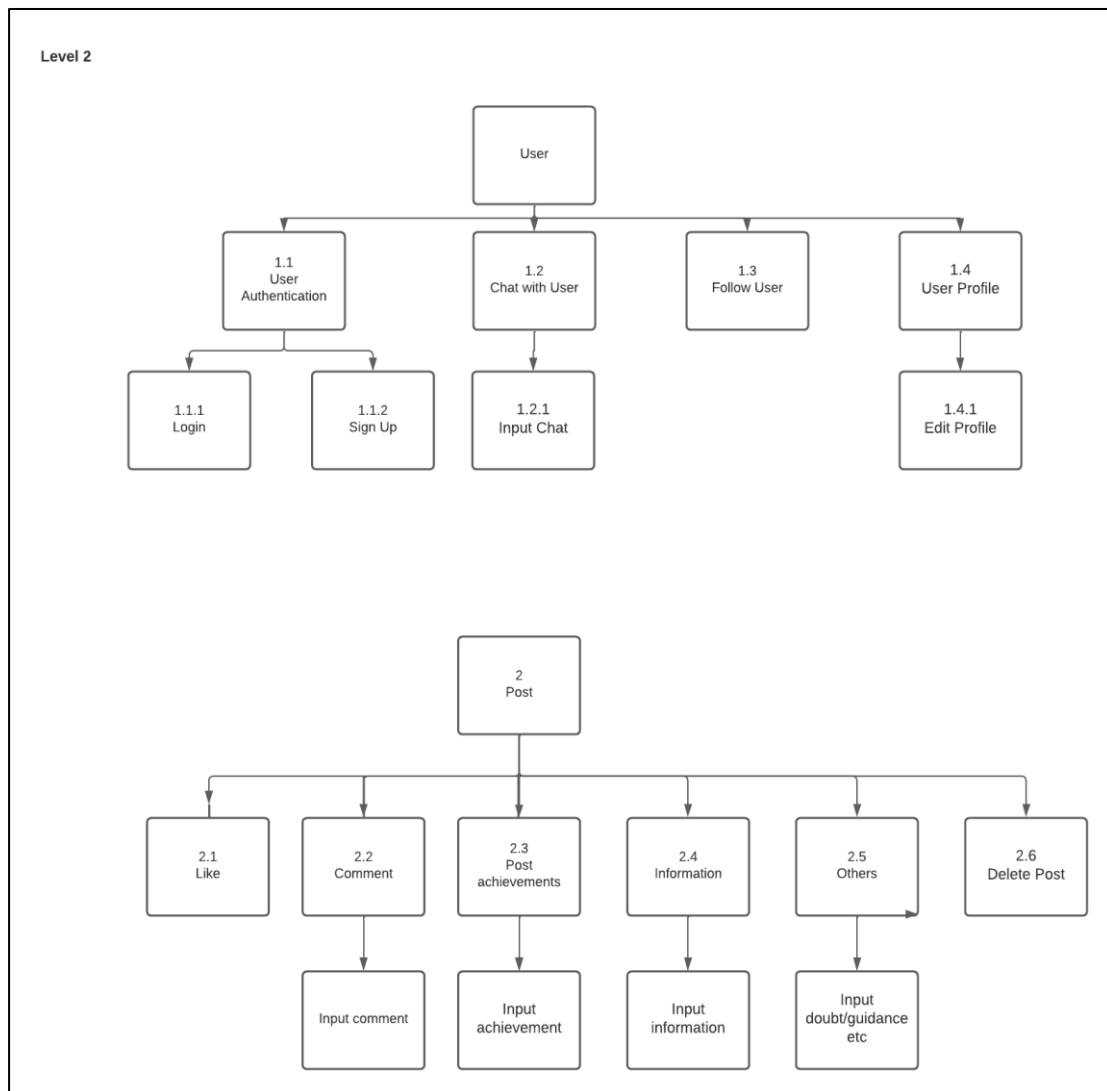 Level 2
User
1.1
User
Authentication
1.2
Chat with User
1.3
Follow User
1.4
User Profile
1.1.1
Login
1.1.2
Sign Up
1.2.1
Input Chat
1.4.1
Edit Profile
2
Post
2.1
Like
2.2
Comment
2.3
Post
achievements
2.4
Information
2.5
Others
2.6
Delete Post
Input comment
Input
achievement
Input
information
Input
doubt/guidance
etc